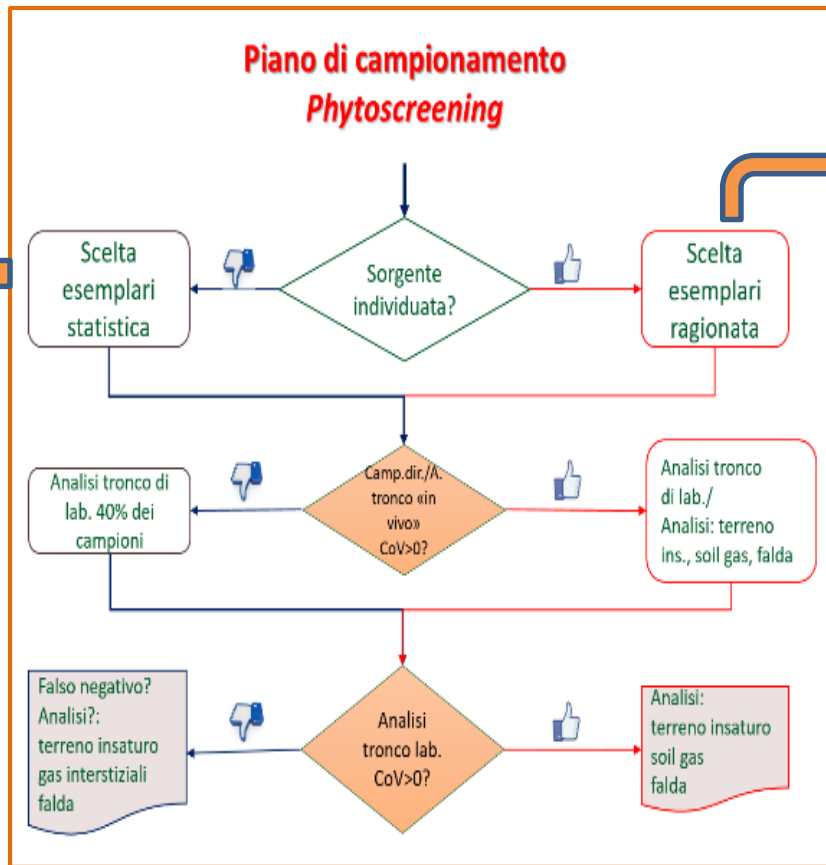 Piano di campionamento
Phytoscreening
Scelta
esemplari
statistica
Sorgente
individuata?
Scelta
esemplari
ragionata
Analisi tronco di
lab. 40% dei
campioni
Camp.dir./A.
tronco «in
vivo»
CoV>0?
Analisi tronco
di lab./
Analisi: terreno
ins., soil gas, falda
Falso negativo?
Analisi?:
terreno insaturo
gas interstiziali
falda
Analisi
tronco lab.
CoV>0?
Analisi:
terreno insaturo
soil gas
falda